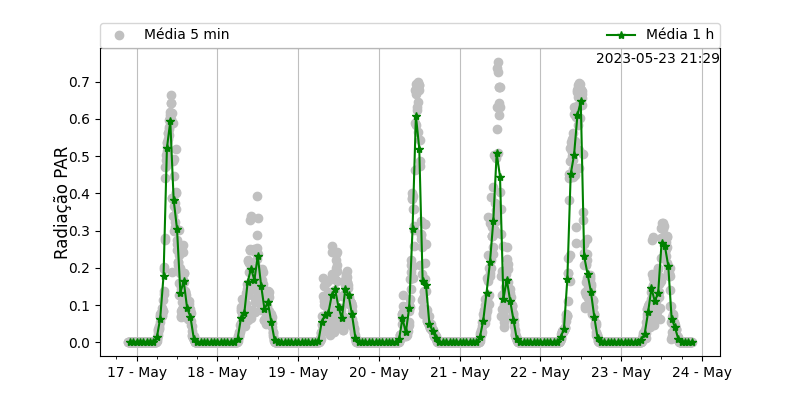 Média 5 min
Média 1 h
2023-05-23 21:29
Radiação PAR
0.7
0.6
0.5
0.4
0.3
0.2
0.1
0.0
17 - May
18 - May
19 - May
20 - May
21 - May
22 - May
23 - May
24 - May